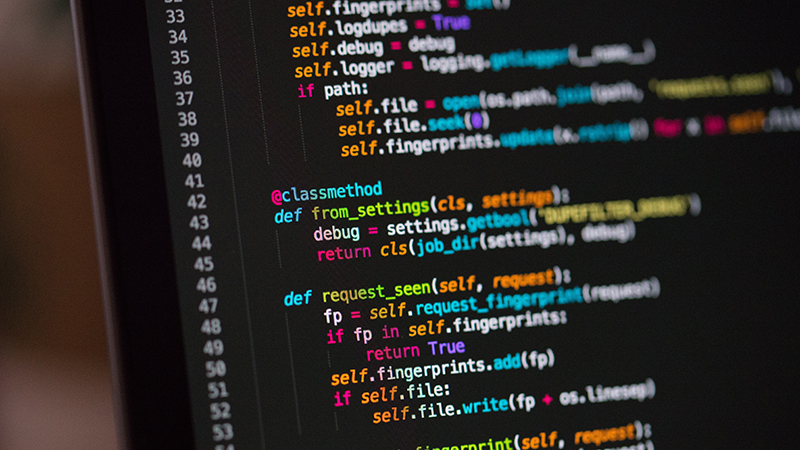 33 self.fingerprints = set()
34 self.logdupes = True
35 self.debug = debug
36 self.logger = logging.getLogger(__name__)
37 if path:
38 self.file = open(os.path.join(path, 'requests.seen'),
39 self.file.seek(0)
40 self.fingerprints.update(x.rstrip() for x in self.file
41
42 @classmethod
43 def from_settings(cls, settings):
44 debug = settings.getbool('DUPEFILTER_DEBUG')
45 return cls(job_dir(settings), debug)
46
47 def request_seen(self, request):
48 fp = self.request_fingerprint(request)
49 if fp in self.fingerprints:
50 return True
51 self.fingerprints.add(fp)
52 if self.file:
53 self.file.write(fp + os.linesep)
(self, request):